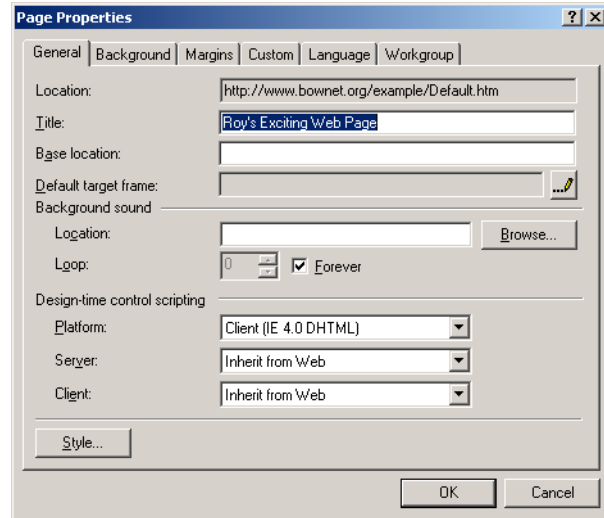 Page Properties
General Background Margins Custom Language Workgroup
Location: http://www.bownet.org/example/Default.htm
Title: Roy's Exciting Web Page
Base location:
Default target frame:
Background sound
Location: Browse...
Loop: 0 Forever
Design-time control scripting
Platform: Client (IE 4.0 DHTML)
Server: Inherit from Web
Client: Inherit from Web
Style...
OK Cancel